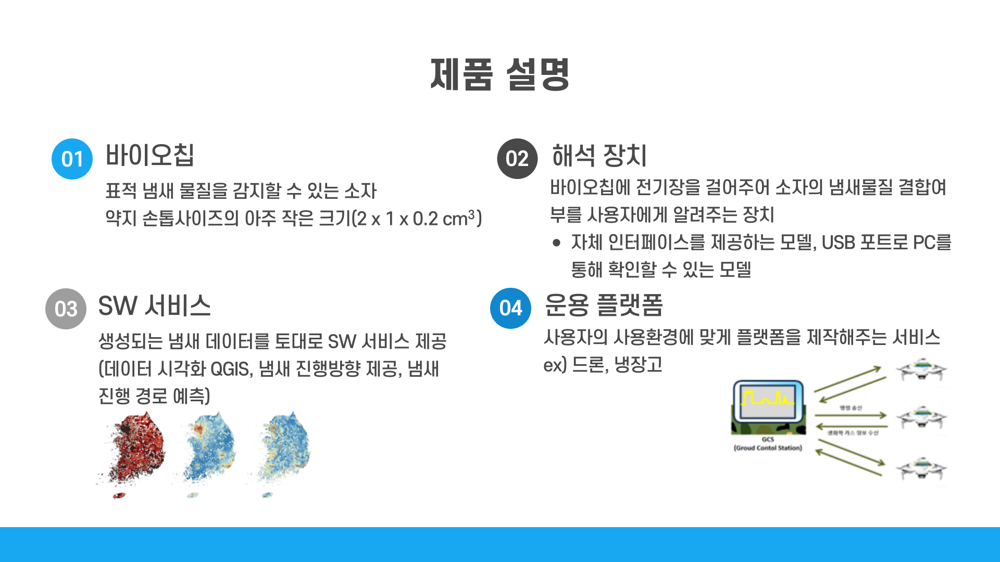 제품 설명
01 바이오칩
표적 냄새 물질을 감지할 수 있는 소자
약지 손톱사이즈의 아주 작은 크기(2 x 1 x 0.2 cm³)
02 해석 장치
바이오칩에 전기장을 걸어주어 소자의 냄새물질 결합여
부를 사용자에게 알려주는 장치
• 자체 인터페이스를 제공하는 모델, USB 포트로 PC를
통해 확인할 수 있는 모델
03 SW 서비스
생성되는 냄새 데이터를 토대로 SW 서비스 제공
(데이터 시각화 QGIS, 냄새 진행방향 제공, 냄새
진행 경로 예측)
04 운용 플랫폼
사용자의 사용환경에 맞게 플랫폼을 제작해주는 서비스
ex) 드론, 냉장고
명령 송신
생화학 가스 정보 수신
GCS
(Groud Contol Station)